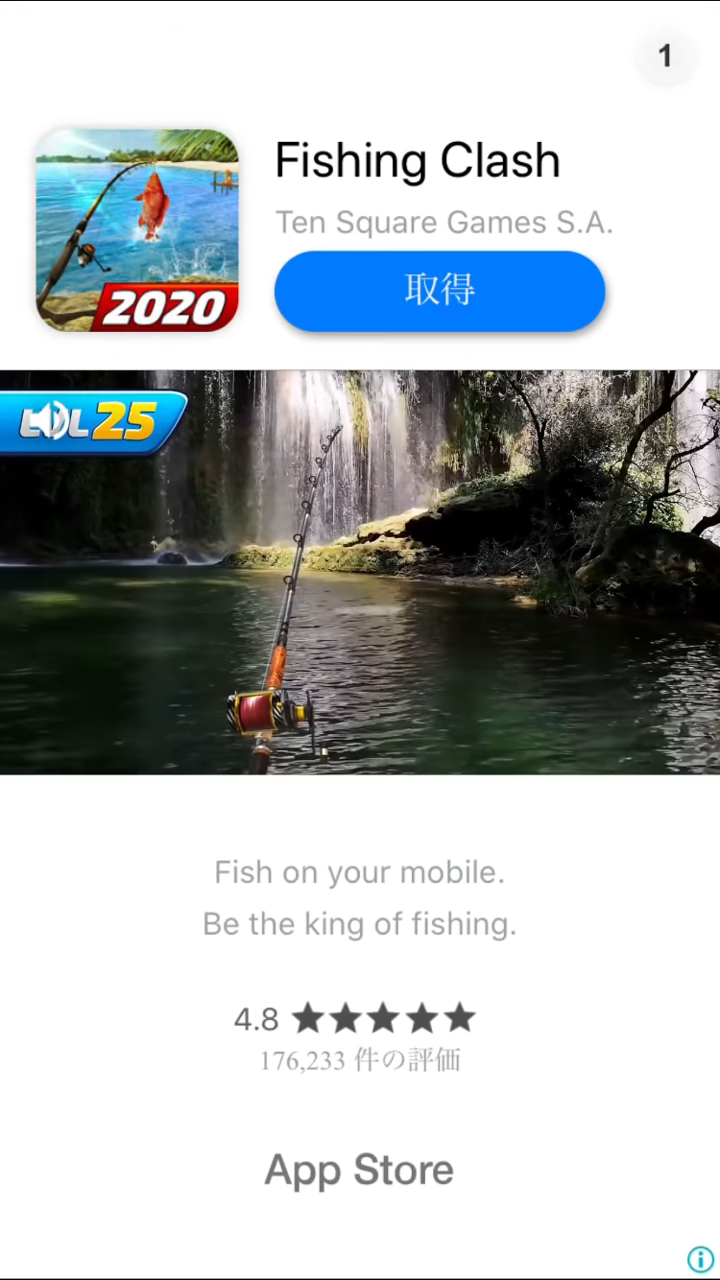 1
Fishing Clash
Ten Square Games S.A.
取得
2020
25
Fish on your mobile.
Be the king of fishing.
4.8 ★★★★★
176,233 件の評価
App Store